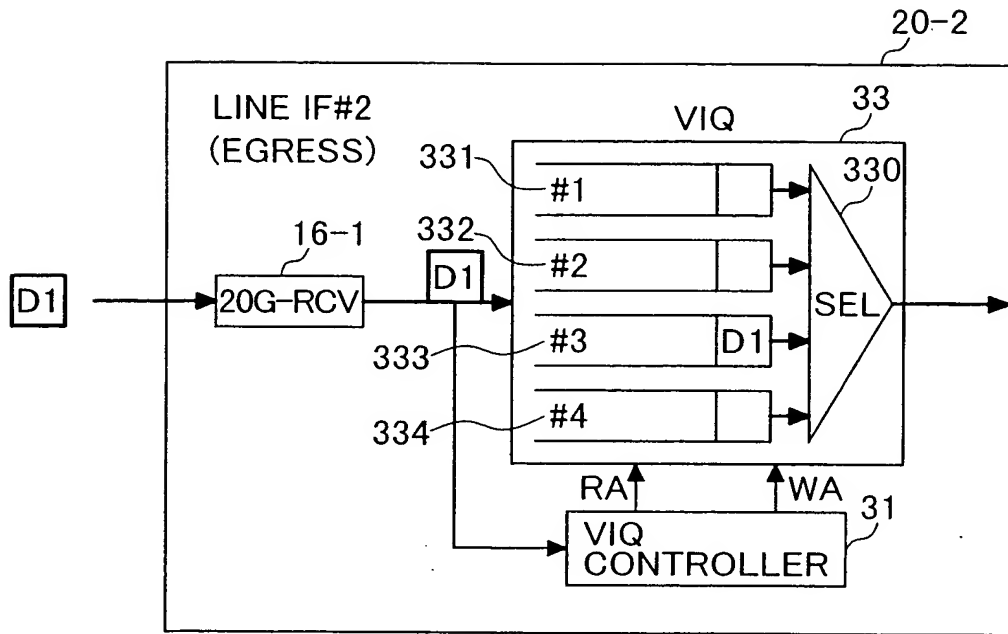 20-2
LINE IF#2
(EGRESS)
VIQ
33
331
#1
330
16-1
332
#2
D1
D1
20G-RCV
SEL
333
#3
D1
334
#4
RA
WA
31
VIQ
CONTROLLER